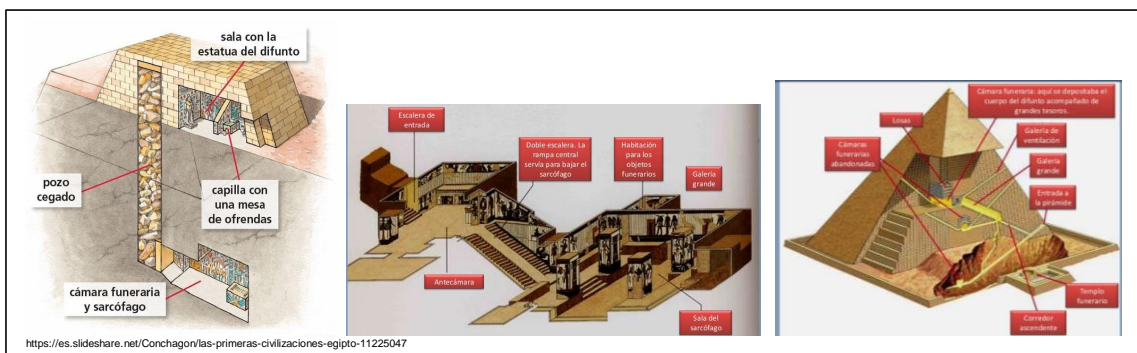 sala con la
estatua del difunto
pozo
cegado
capilla con
una mesa
de ofrendas
cámara funeraria
y sarcófago
Escalera de
entrada
Doble escalera. La
rampa central
servía para bajar el
sarcófago
Habitación
para los
objetos
funerarios
Galería
grande
Antecámara
Sala del
sarcófago
Cámara funeraria: aquí se depositaba el
cuerpo del difunto acompañado de
grandes tesoros.
Losas
Cámaras
funerarias
abandonadas
Galería de
ventilación
Galería
grande
Entrada a
la pirámide
Templo
funerario
Corredor
ascendente
https://es.slideshare.net/Conchagon/las-primeras-civilizaciones-egipto-11225047